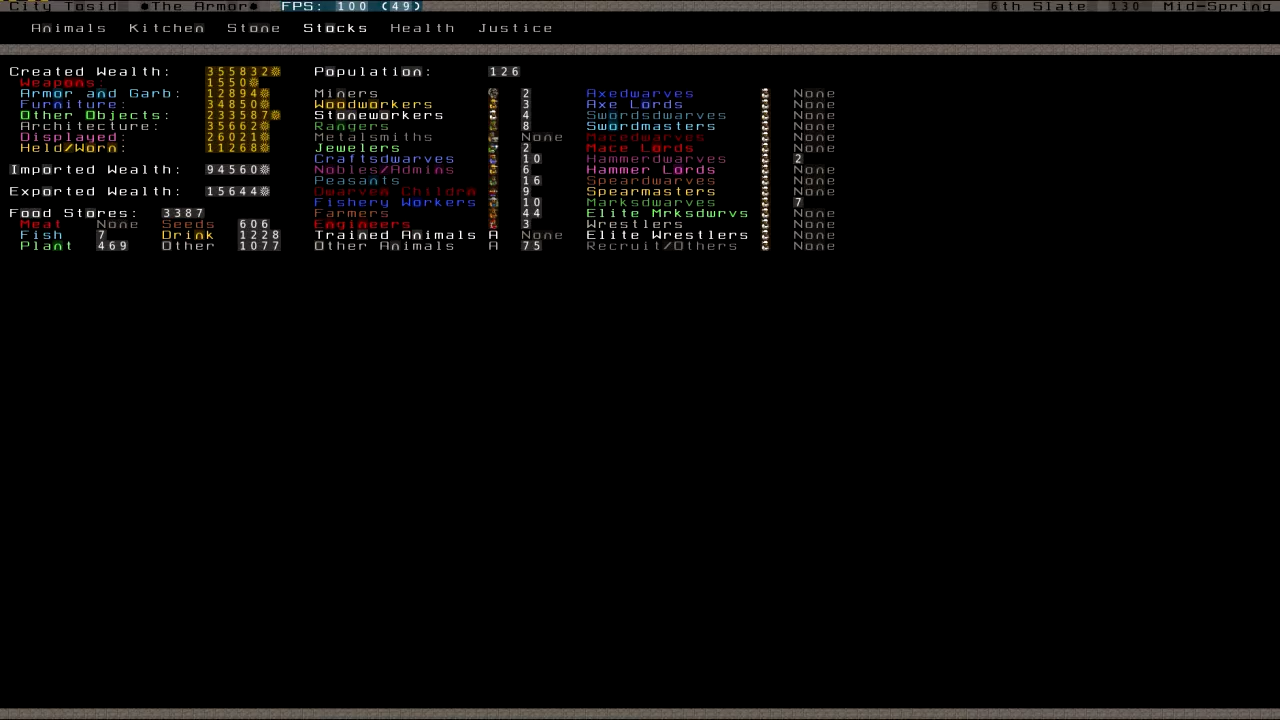 City Tosid ●The Armor● FPS: 100 (49) 6th Slate 130 Mid-Spring
Animals Kitchen Stone Stocks Health Justice
Created Wealth: 355832☼ Population: 126
Weapons: 1550☼
Armor and Garb: 12894☼ Miners 2 Axedwarves None
Furniture: 34850☼ Woodworkers 3 Axe Lords None
Other Objects: 233587☼ Stoneworkers 4 Swordsdwarves None
Architecture: 35662☼ Rangers 8 Swordmasters None
Displayed: 26021☼ Metalsmiths None Macedwarves None
Held/Worn: 11268☼ Jewelers 2 Mace Lords None
Craftsdwarves 10 Hammerdwarves 2
Imported Wealth: 94560☼ Nobles/Admins 6 Hammer Lords None
Peasants 16 Speardwarves None
Exported Wealth: 15644☼ Dwarven Childrn 9 Spearmasters None
Fishery Workers 10 Marksdwarves 7
Food Stores: 3387 Farmers 44 Elite Mrksdwrvs None
Meat None Seeds 606 Engineers 3 Wrestlers None
Fish 7 Drink 1228 Trained Animals A None Elite Wrestlers None
Plant 469 Other 1077 Other Animals A 75 Recruit/Others None